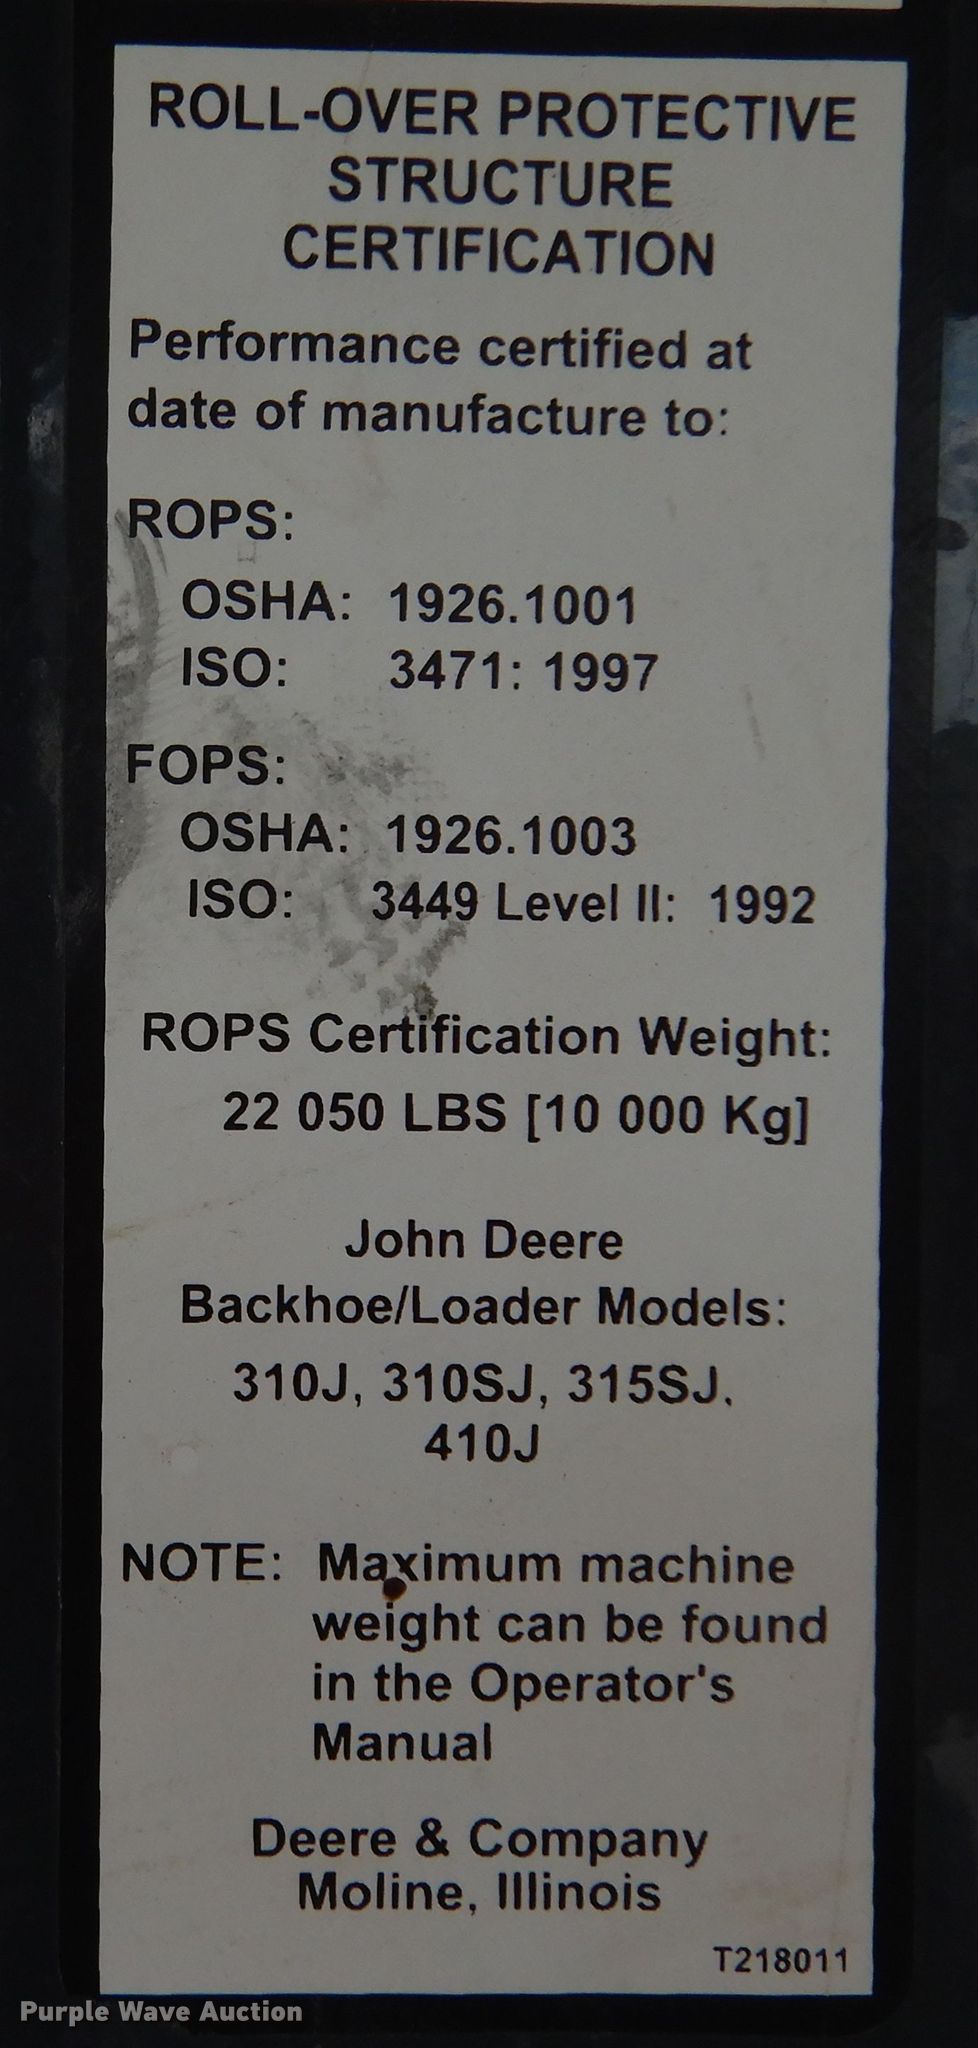 ROLL-OVER PROTECTIVE
STRUCTURE
CERTIFICATION
Performance certified at
date of manufacture to:
ROPS:
OSHA: 1926.1001
ISO: 3471: 1997
FOPS:
OSHA: 1926.1003
ISO: 3449 Level II: 1992
ROPS Certification Weight:
22 050 LBS [10 000 Kg]
John Deere
Backhoe/Loader Models:
310J, 310SJ, 315SJ,
410J
NOTE: Maximum machine
weight can be found
in the Operator's
Manual
Deere & Company
Moline, Illinois
T218011
Purple Wave Auction